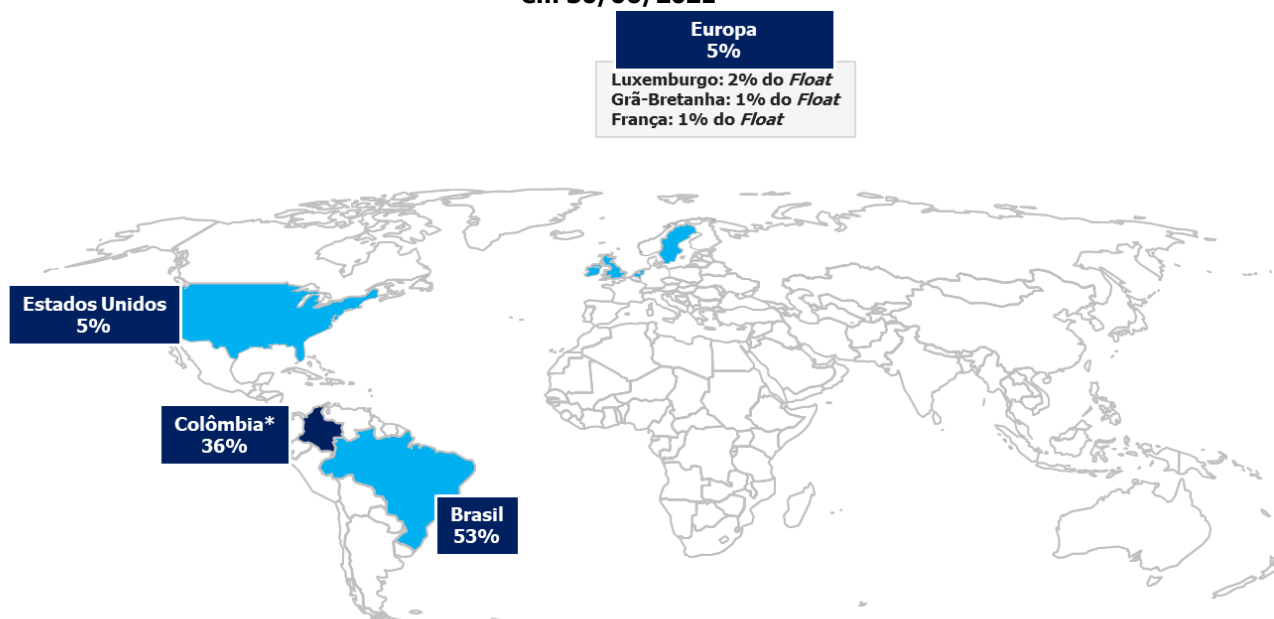 Europa
5%
Luxemburgo: 2% do Float
Grã-Bretanha: 1% do Float
França: 1% do Float
Estados Unidos
5%
Colômbia*
36%
Brasil
53%